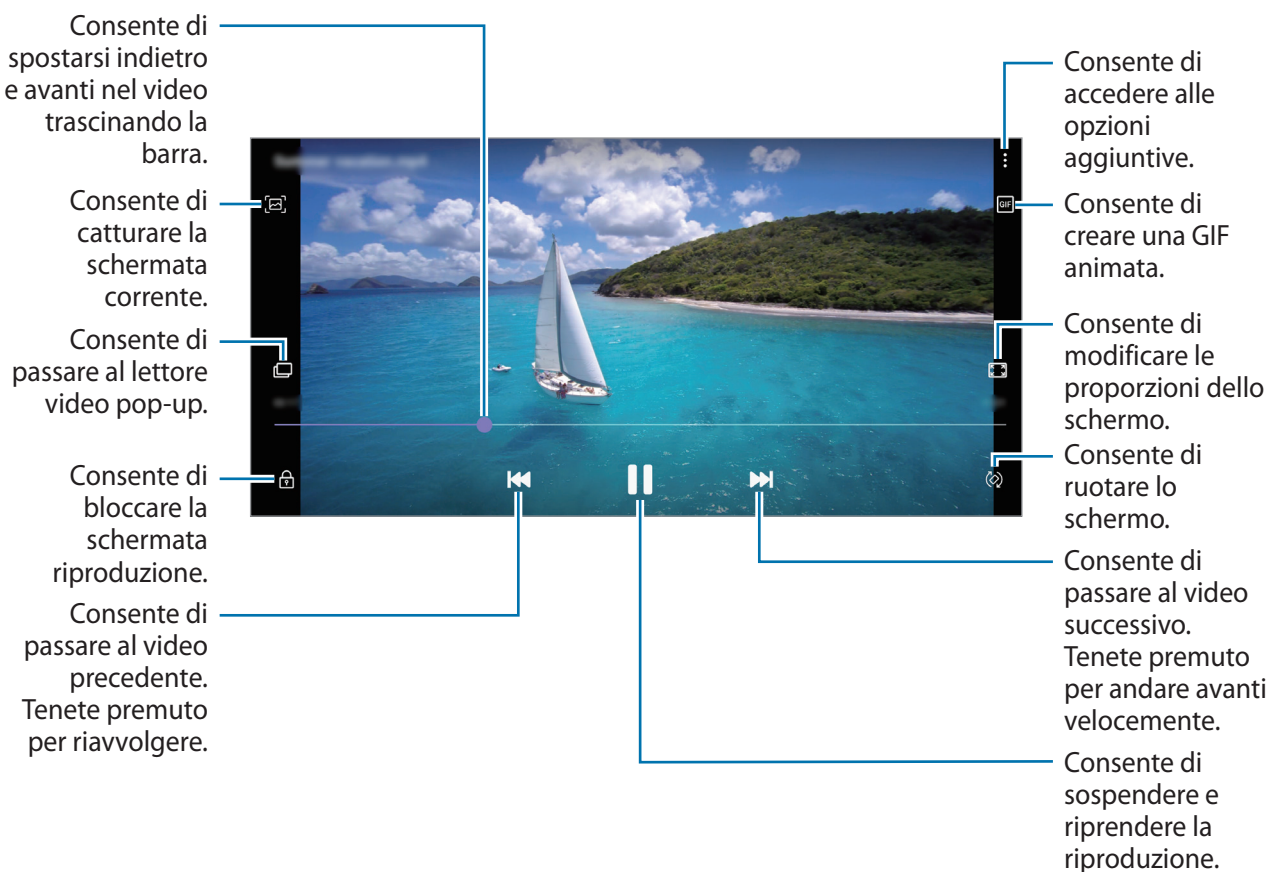 Consente di
spostarsi indietro
e avanti nel video
trascinando la
barra.
Consente di
catturare la
schermata
corrente.
Consente di
passare al lettore
video pop-up.
Consente di
bloccare la
schermata
riproduzione.
Consente di
passare al video
precedente.
Tenete premuto
per riavvolgere.
Consente di
accedere alle
opzioni
aggiuntive.
GIF
Consente di
creare una GIF
animata.
Consente di
modificare le
proporzioni dello
schermo.
Consente di
ruotare lo
schermo.
Consente di
passare al video
successivo.
Tenete premuto
per andare avanti
velocemente.
Consente di
sospendere e
riprendere la
riproduzione.